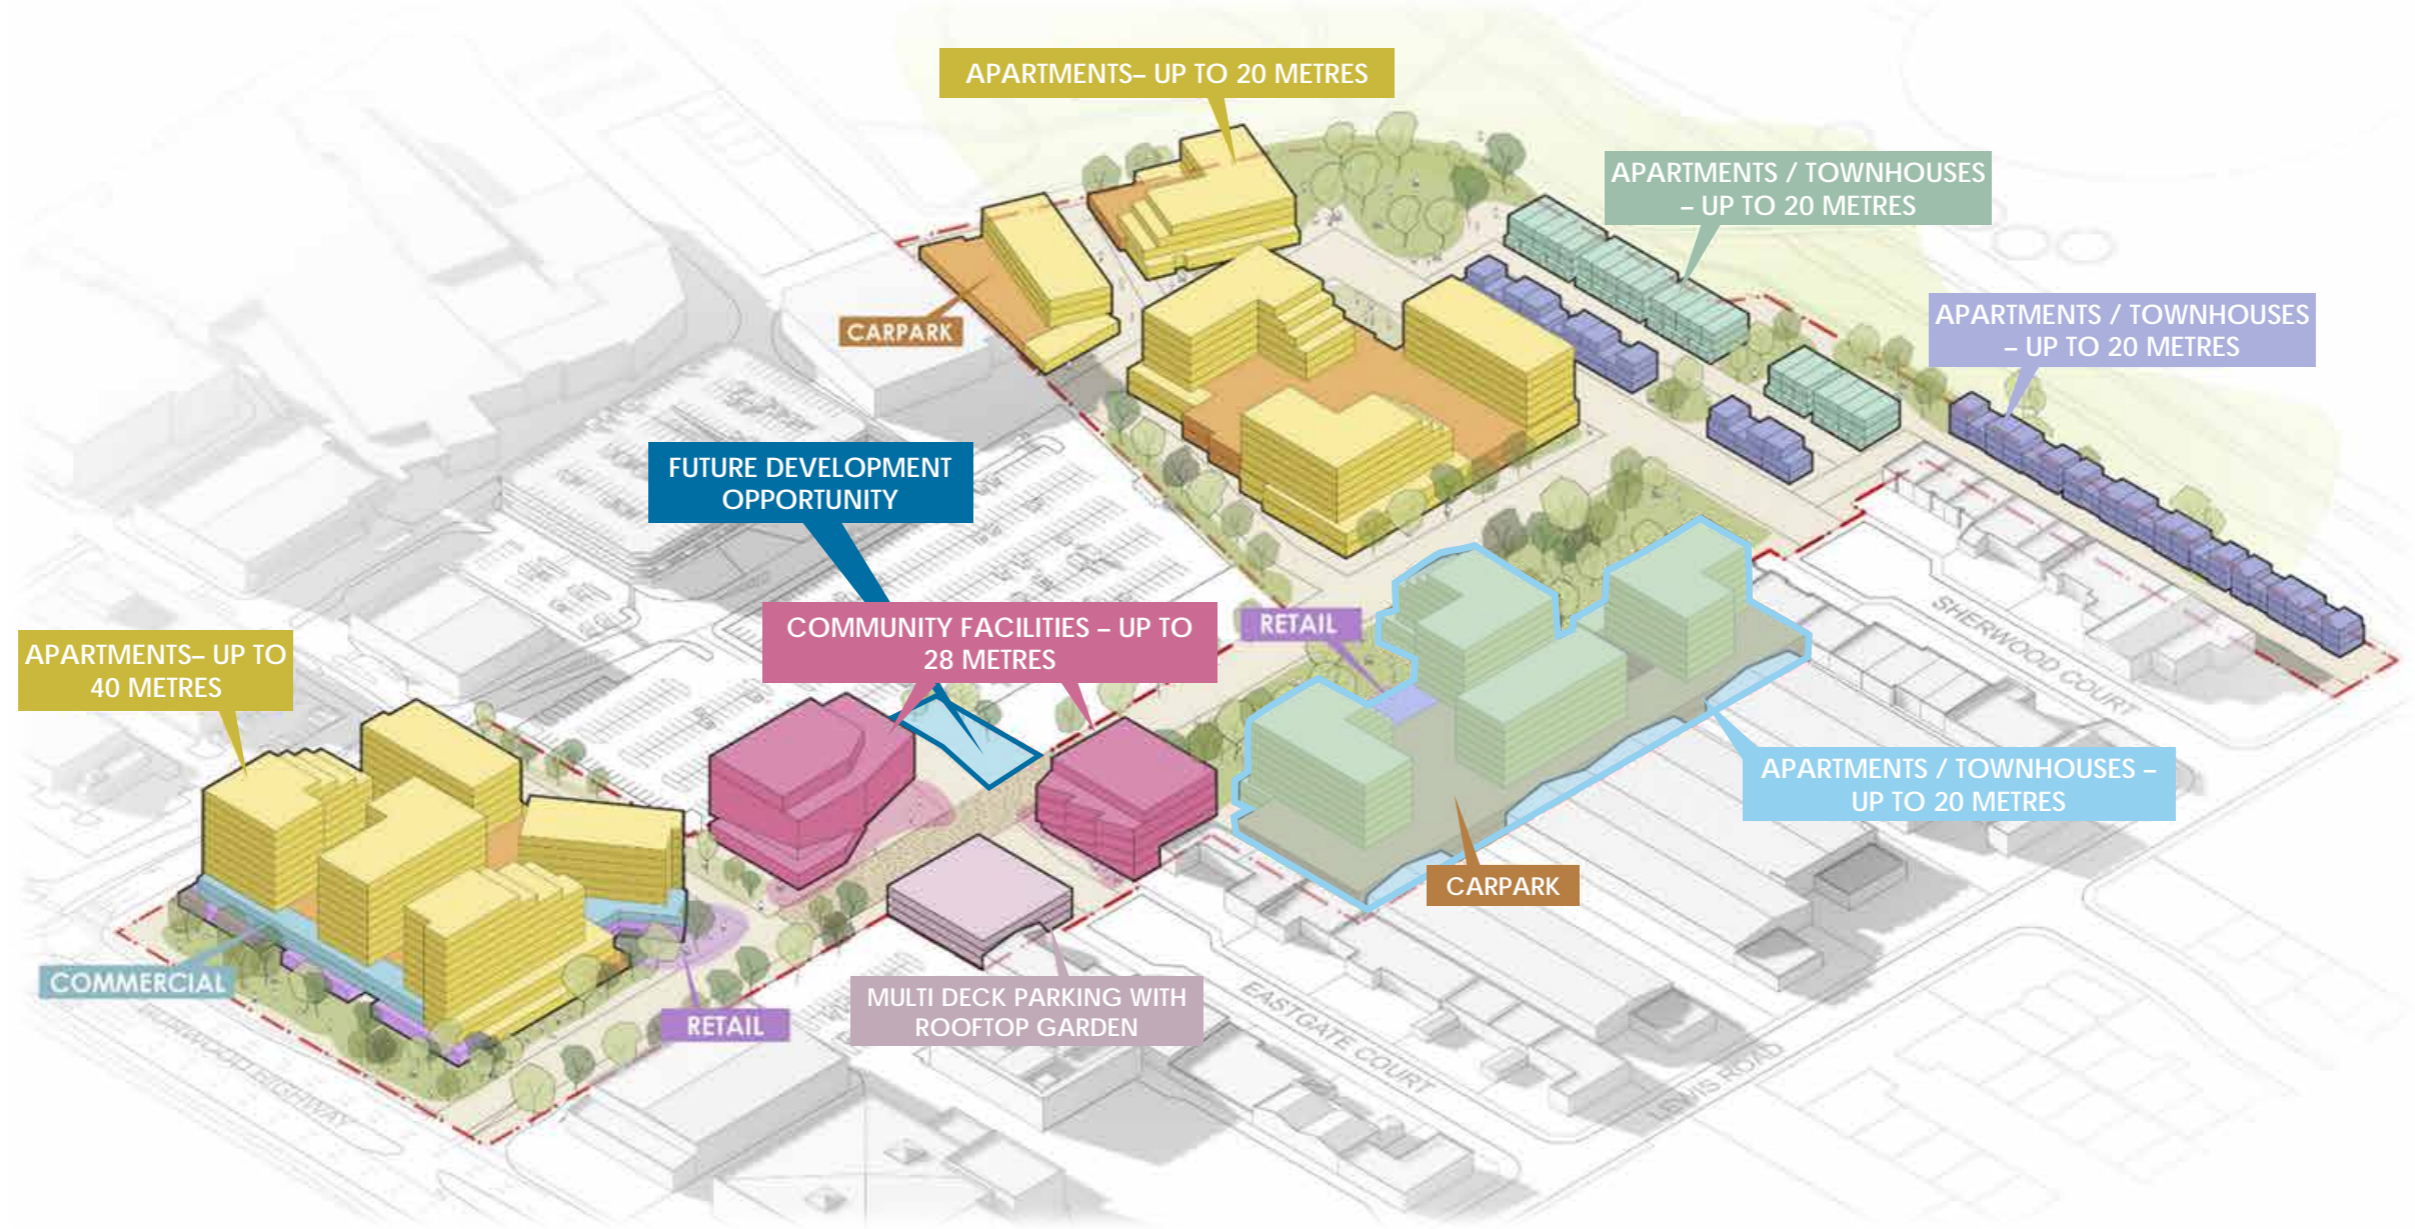 APARTMENTS– UP TO 20 METRES
APARTMENTS / TOWNHOUSES
– UP TO 20 METRES
APARTMENTS / TOWNHOUSES
– UP TO 20 METRES
CARPARK
FUTURE DEVELOPMENT
OPPORTUNITY
COMMUNITY FACILITIES – UP TO
28 METRES
RETAIL
SHERWOOD COURT
APARTMENTS– UP TO
40 METRES
APARTMENTS / TOWNHOUSES –
UP TO 20 METRES
CARPARK
COMMERCIAL
RETAIL
MULTI DECK PARKING WITH
ROOFTOP GARDEN
EASTGATE COURT
LEWIS ROAD
BURWOOD HIGHWAY